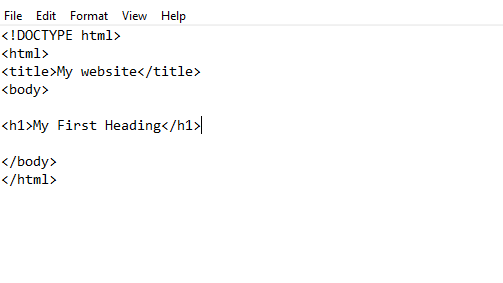 File Edit Format View Help
<!DOCTYPE html>
<html>
<title>My website</title>
<body>
<h1>My First Heading</h1>
</body>
</html>